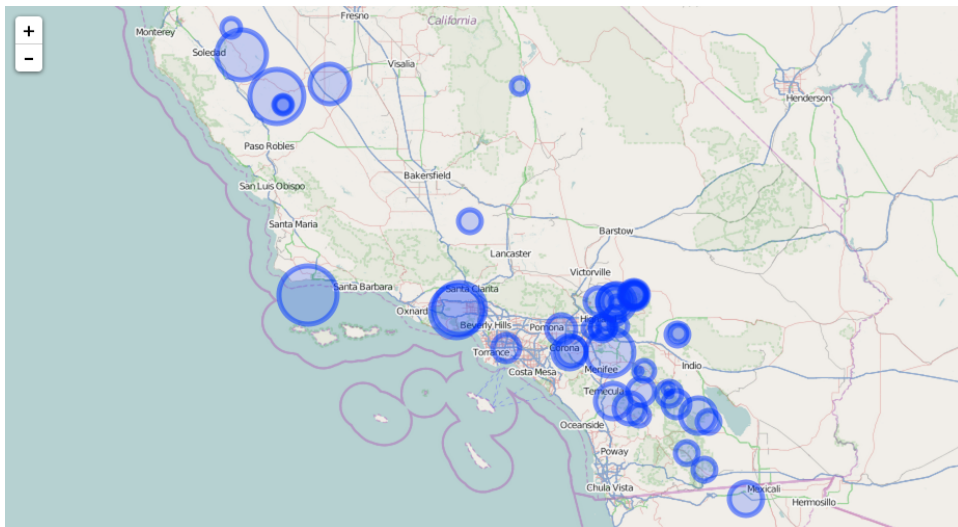 +
-
Monterey
Fresno
California
Soledad
Visalia
Henderson
Paso Robles
Bakersfield
San Luis Obispo
Santa Maria
Barstow
Lancaster
Victorville
Santa Barbara
Santa Clarita
Oxnard
Beverly Hills
Pomona
Torrance
Corona
Costa Mesa
Menifee
Indio
Temecula
Oceanside
Poway
Chula Vista
Mexicali
Hermosillo